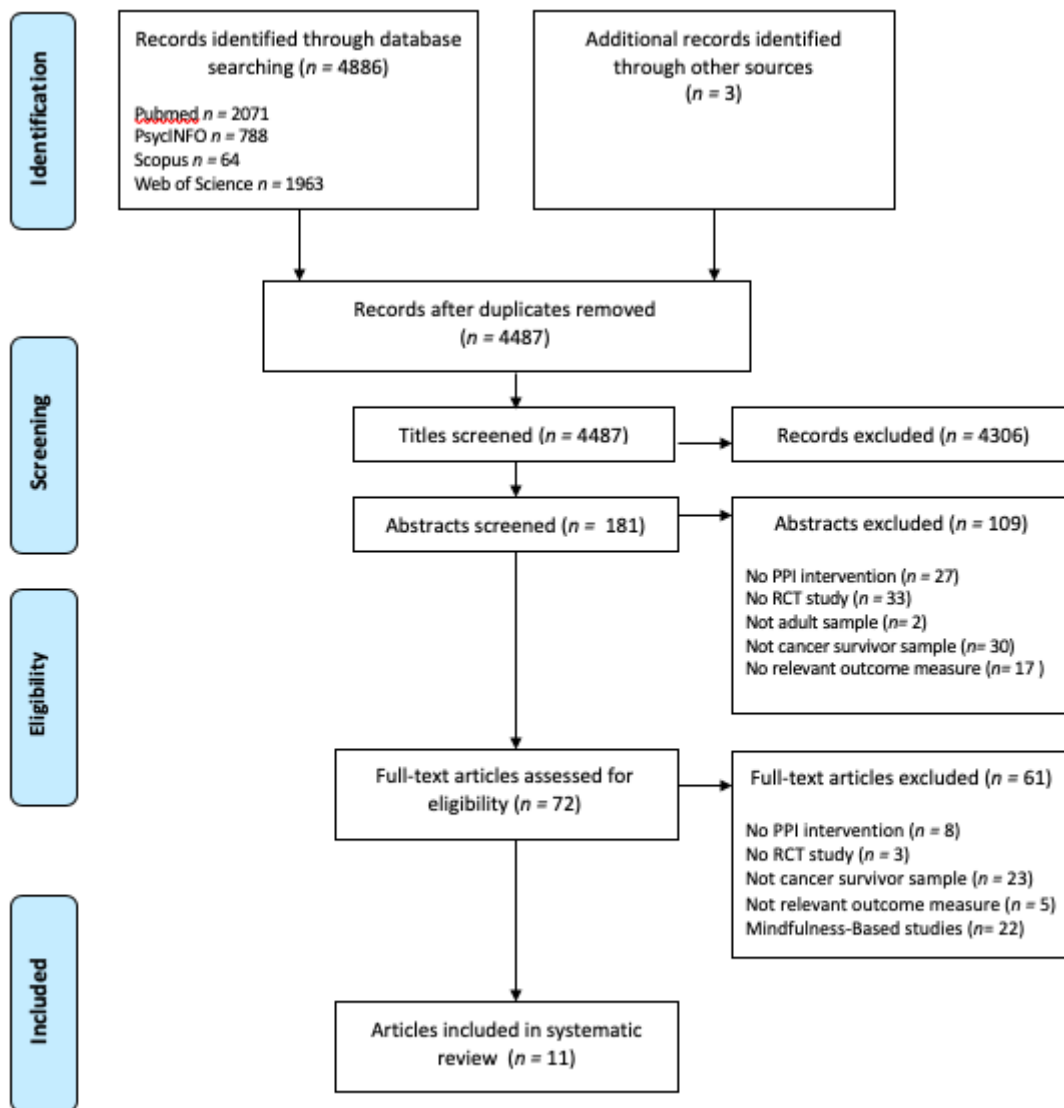 Identification
Records identified through database
searching (n = 4886)
Pubmed n = 2071
PsycINFO n = 788
Scopus n = 64
Web of Science n = 1963
Additional records identified
through other sources
(n = 3)
Records after duplicates removed
(n = 4487)
Screening
Titles screened (n = 4487)
Records excluded (n = 4306)
Abstracts screened (n = 181)
Abstracts excluded (n = 109)
No PPI intervention (n = 27)
No RCT study (n = 33)
Not adult sample (n= 2)
Not cancer survivor sample (n= 30)
No relevant outcome measure (n= 17 )
Eligibility
Full-text articles assessed for
eligibility (n = 72)
Full-text articles excluded (n = 61)
No PPI intervention (n = 8)
No RCT study (n = 3)
Not cancer survivor sample (n = 23)
Not relevant outcome measure (n = 5)
Mindfulness-Based studies (n= 22)
Included
Articles included in systematic
review (n = 11)